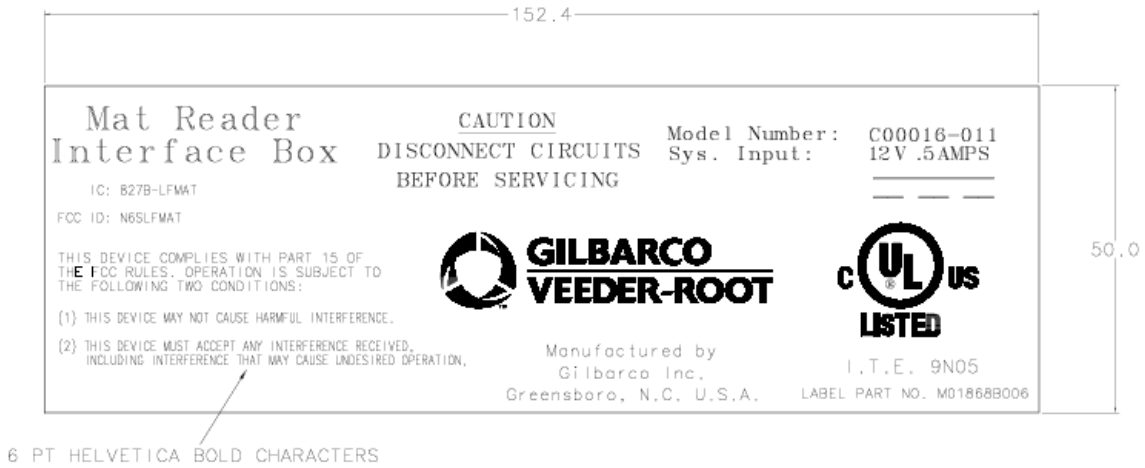 152.4
Mat Reader
Interface Box
IC: 827B-LFMAT
FCC ID: N6SLFMAT
THIS DEVICE COMPLIES WITH PART 15 OF
THE FCC RULES. OPERATION IS SUBJECT TO
THE FOLLOWING TWO CONDITIONS:
(1) THIS DEVICE MAY NOT CAUSE HARMFUL INTERFERENCE.
(2) THIS DEVICE MUST ACCEPT ANY INTERFERENCE RECEIVED,
INCLUDING INTERFERENCE THAT MAY CAUSE UNDESIRED OPERATION.
CAUTION
DISCONNECT CIRCUITS
BEFORE SERVICING
Model Number: C00016-011
Sys. Input: 12V .5AMPS
GILBARCO
VEEDER-ROOT
TM
Manufactured by
Gilbarco Inc.
Greensboro, N.C. U.S.A.
C UL® US
LISTED
I.T.E. 9N05
LABEL PART NO. M01868B006
50.0
6 PT HELVETICA BOLD CHARACTERS